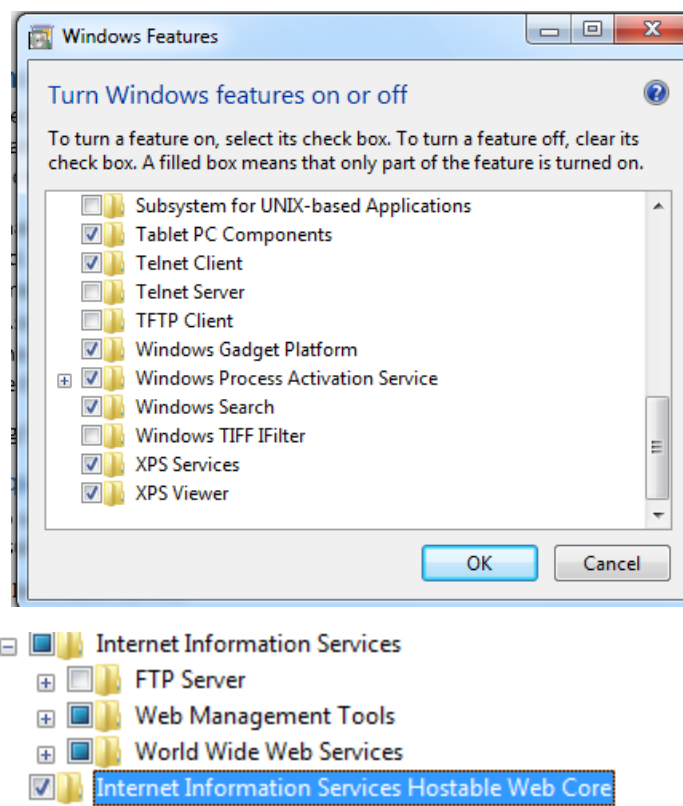 Windows Features
Turn Windows features on or off
To turn a feature on, select its check box. To turn a feature off, clear its
check box. A filled box means that only part of the feature is turned on.
Subsystem for UNIX-based Applications
Tablet PC Components
Telnet Client
Telnet Server
TFTP Client
Windows Gadget Platform
Windows Process Activation Service
Windows Search
Windows TIFF IFilter
XPS Services
XPS Viewer
OK Cancel
Internet Information Services
FTP Server
Web Management Tools
World Wide Web Services
Internet Information Services Hostable Web Core